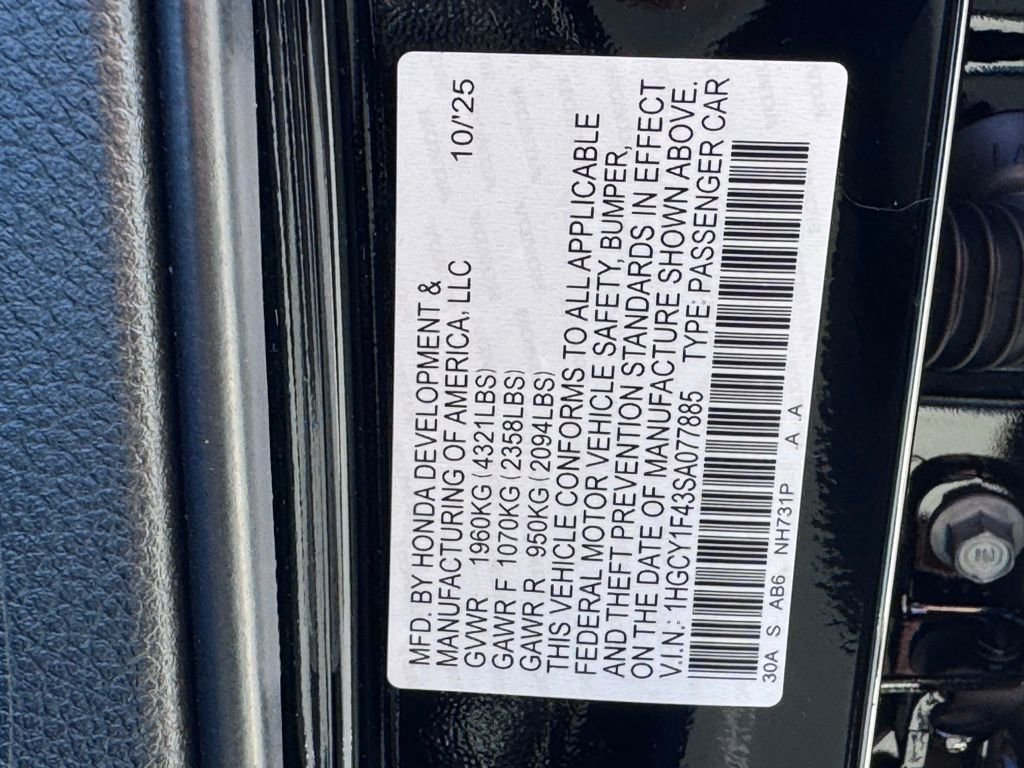 MFD. BY HONDA DEVELOPMENT &
MANUFACTURING OF AMERICA, LLC 10/'25
GVWR 1960KG (4321LBS)
GAWR F 1070KG (2358LBS)
GAWR R 950KG (2094LBS)
THIS VEHICLE CONFORMS TO ALL APPLICABLE
FEDERAL MOTOR VEHICLE SAFETY, BUMPER,
AND THEFT PREVENTION STANDARDS IN EFFECT
ON THE DATE OF MANUFACTURE SHOWN ABOVE.
V.I.N.: 1HGCY1F43SA077885 TYPE: PASSENGER CAR
30A S AB6 NH731P .A .A